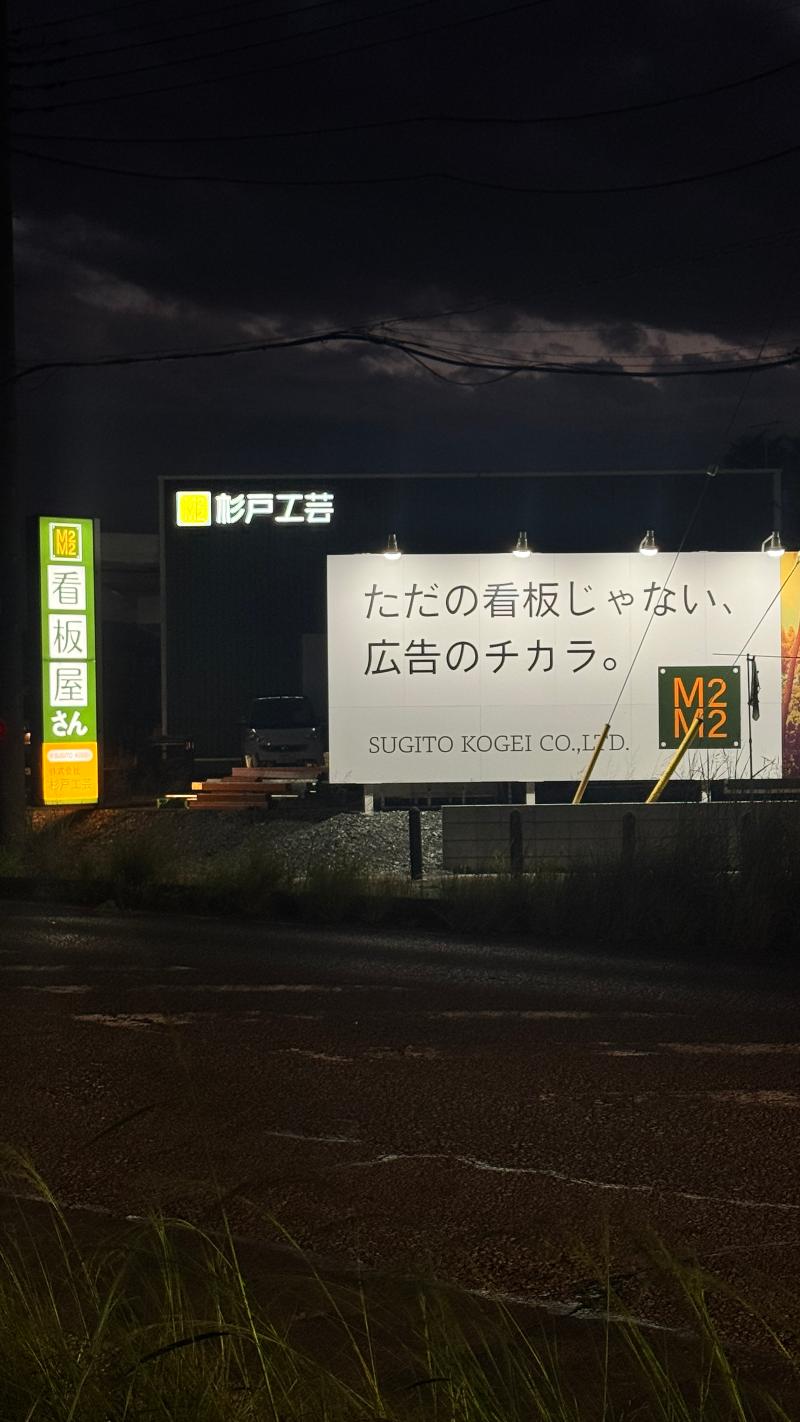 杉戸工芸
M2
M2
看
板
屋
さん
SUGITO KOGEI
株式会社
杉戸工芸
ただの看板じゃない、
広告のチカラ。
M2
M2
SUGITO KOGEI CO.,LTD.